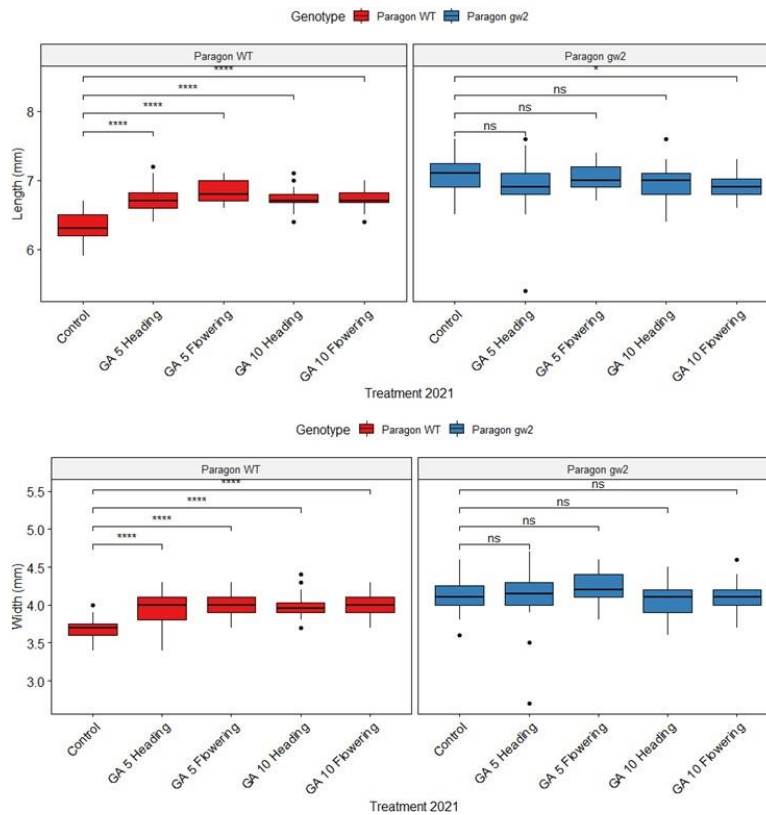 Genotype Paragon WT Paragon gw2
Paragon WT
Paragon gw2
Length (mm)
8
7
6
****
****
****
****
*
ns
ns
ns
Control
GA 5 Heading
GA 5 Flowering
GA 10 Heading
GA 10 Flowering
Control
GA 5 Heading
GA 5 Flowering
GA 10 Heading
GA 10 Flowering
Treatment 2021
Genotype Paragon WT Paragon gw2
Paragon WT
Paragon gw2
Width (mm)
5.5
5.0
4.5
4.0
3.5
3.0
****
****
****
****
ns
ns
ns
ns
Control
GA 5 Heading
GA 5 Flowering
GA 10 Heading
GA 10 Flowering
Control
GA 5 Heading
GA 5 Flowering
GA 10 Heading
GA 10 Flowering
Treatment 2021